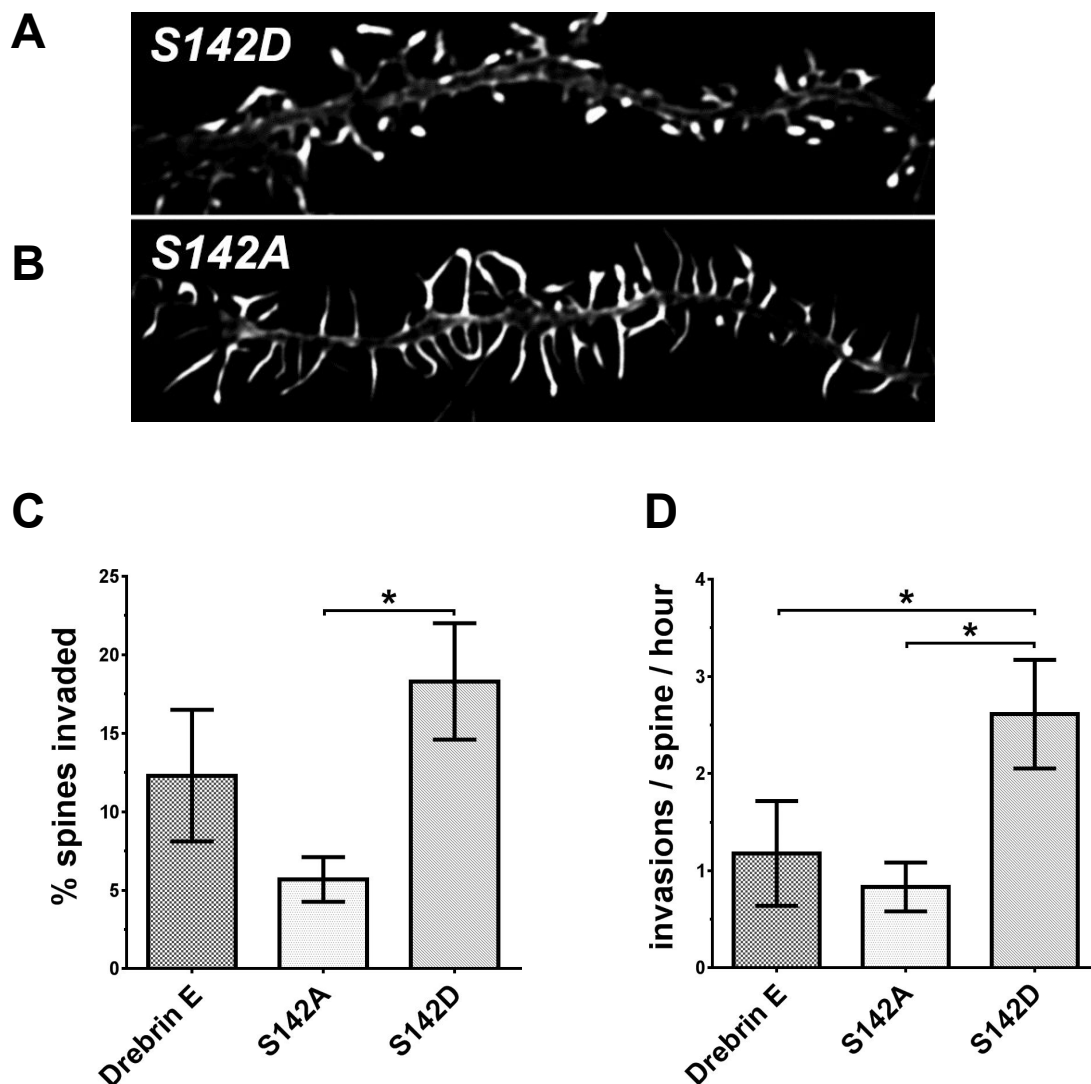 A
S142D
B
S142A
C
% spines invaded
25
20
15
10
5
0
*
Drebrin E
S142A
S142D
D
invasions / spine / hour
4
3
2
1
0
*
*
Drebrin E
S142A
S142D